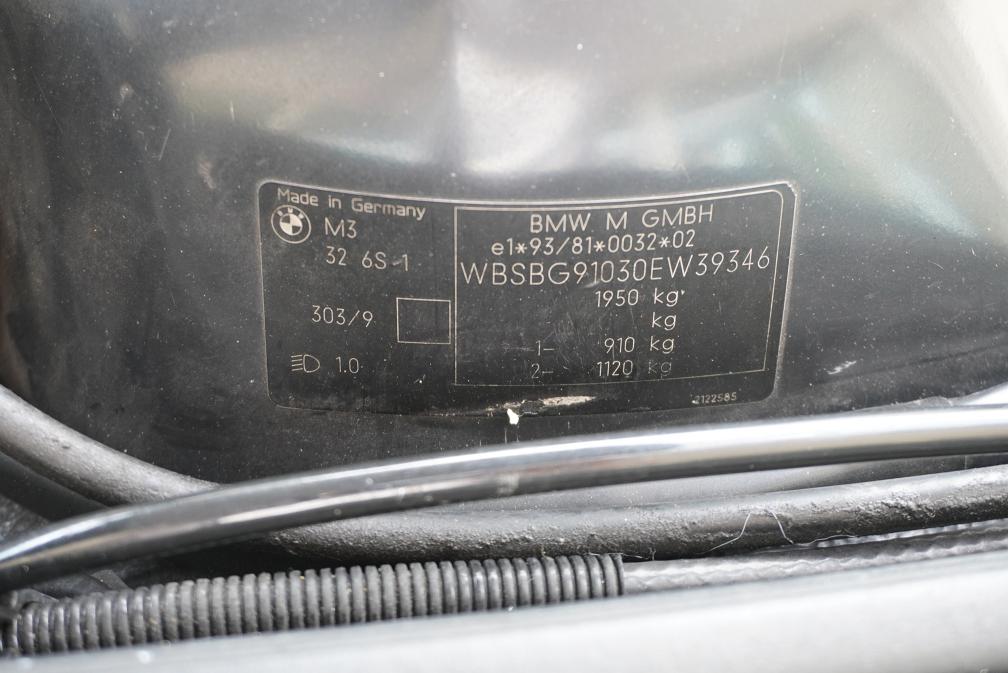 Made in Germany
M3
32 6S-1
303/9
1.0
BMW M GMBH
e1*93/81*0032*02
WBSBG91030EW39346
1950 kg
kg
1- 910 kg
2- 1120 kg
2122585